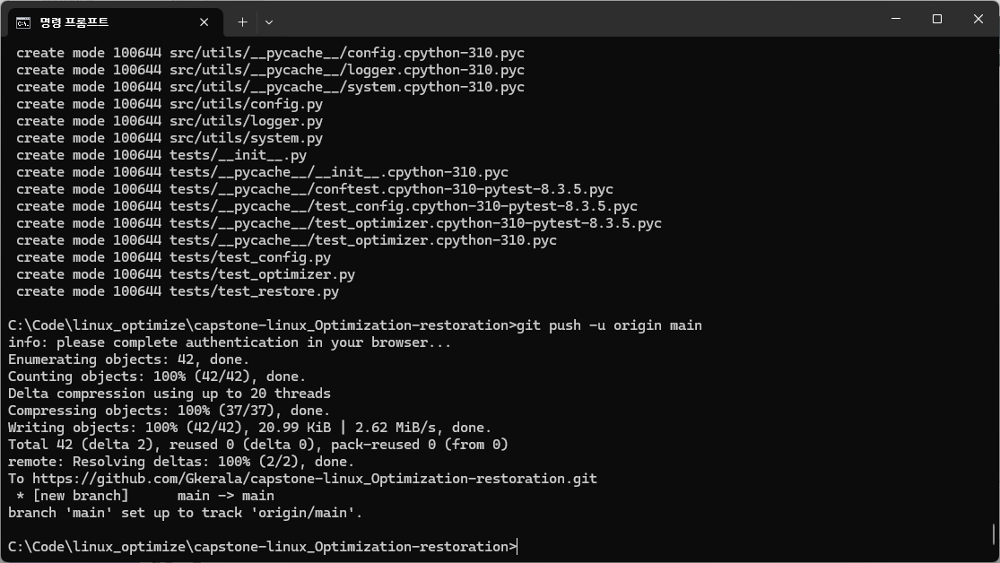 명령 프롬프트
create mode 100644 src/utils/__pycache__/config.cpython-310.pyc
create mode 100644 src/utils/__pycache__/logger.cpython-310.pyc
create mode 100644 src/utils/__pycache__/system.cpython-310.pyc
create mode 100644 src/utils/config.py
create mode 100644 src/utils/logger.py
create mode 100644 src/utils/system.py
create mode 100644 tests/__init__.py
create mode 100644 tests/__pycache__/__init__.cpython-310.pyc
create mode 100644 tests/__pycache__/conftest.cpython-310-pytest-8.3.5.pyc
create mode 100644 tests/__pycache__/test_config.cpython-310-pytest-8.3.5.pyc
create mode 100644 tests/__pycache__/test_optimizer.cpython-310-pytest-8.3.5.pyc
create mode 100644 tests/__pycache__/test_optimizer.cpython-310.pyc
create mode 100644 tests/test_config.py
create mode 100644 tests/test_optimizer.py
create mode 100644 tests/test_restore.py
C:\Code\linux_optimize\capstone-linux_Optimization-restoration>git push -u origin main
info: please complete authentication in your browser...
Enumerating objects: 42, done.
Counting objects: 100% (42/42), done.
Delta compression using up to 20 threads
Compressing objects: 100% (37/37), done.
Writing objects: 100% (42/42), 20.99 KiB | 2.62 MiB/s, done.
Total 42 (delta 2), reused 0 (delta 0), pack-reused 0 (from 0)
remote: Resolving deltas: 100% (2/2), done.
To https://github.com/Gkerala/capstone-linux_Optimization-restoration.git
 * [new branch]      main -> main
branch 'main' set up to track 'origin/main'.
C:\Code\linux_optimize\capstone-linux_Optimization-restoration>